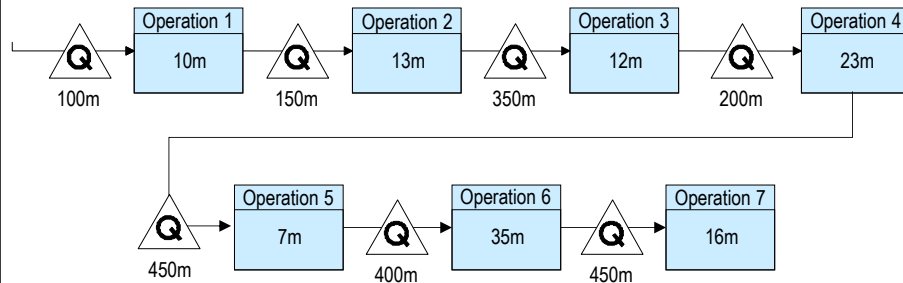 Operation 1
Operation 2
Operation 3
Operation 4
Q
10m
Q
13m
Q
12m
Q
23m
100m
150m
350m
200m
Operation 5
Operation 6
Operation 7
Q
7m
Q
35m
Q
16m
450m
400m
450m